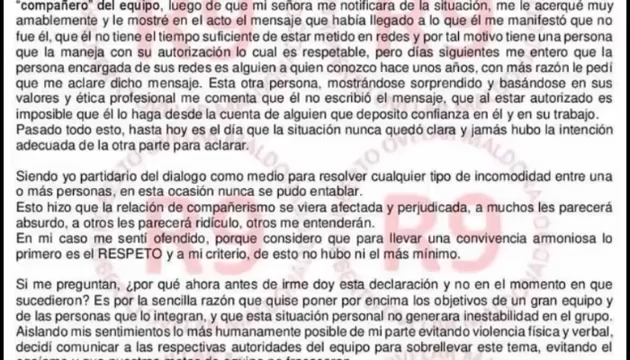 "compañero" del equipo, luego de que mi señora me notificara de la situación, me le acerqué muy
amablemente y le mostré en el acto el mensaje que había llegado a lo que él me manifestó que no
fue él, que él no tiene el tiempo suficiente de estar metido en redes y por tal motivo tiene una persona
que la maneja con su autorización lo cual es respetable, pero días siguientes me entero que la
persona encargada de sus redes es alguien a quien conozco hace unos años, con más razón le pedí
que me aclare dicho mensaje. Esta otra persona, mostrándose sorprendido y basándose en sus
valores y ética profesional me comenta que él no escribió el mensaje, que al estar autorizado es
imposible que él lo haga desde la cuenta de alguien que deposito confianza en él y en su trabajo.
Pasado todo esto, hasta hoy es el día que la situación nunca quedó clara y jamás hubo la intención
adecuada de la otra parte para aclarar.
Siendo yo partidario del dialogo como medio para resolver cualquier tipo de incomodidad entre una
o más personas, en esta ocasión nunca se pudo entablar.
Esto hizo que la relación de compañerismo se viera afectada y perjudicada, a muchos les parecerá
absurdo, a otros les parecerá ridículo, otros me entenderán.
En mi caso me sentí ofendido, porque considero que para llevar una convivencia armoniosa lo
primero es el RESPETO y a mi criterio, de esto no hubo ni el más mínimo.
Si me preguntan, ¿por qué ahora antes de irme doy esta declaración y no en el momento en que
sucedieron? Es por la sencilla razón que quise poner por encima los objetivos de un gran equipo y
de las personas que lo integran, y que esta situación personal no generara inestabilidad en el grupo.
Aislando mis sentimientos lo más humanamente posible de mi parte evitando violencia física y verbal,
decidí comunicar a las respectivas autoridades del equipo para sobrellevar este tema, evitando el
R9
R9